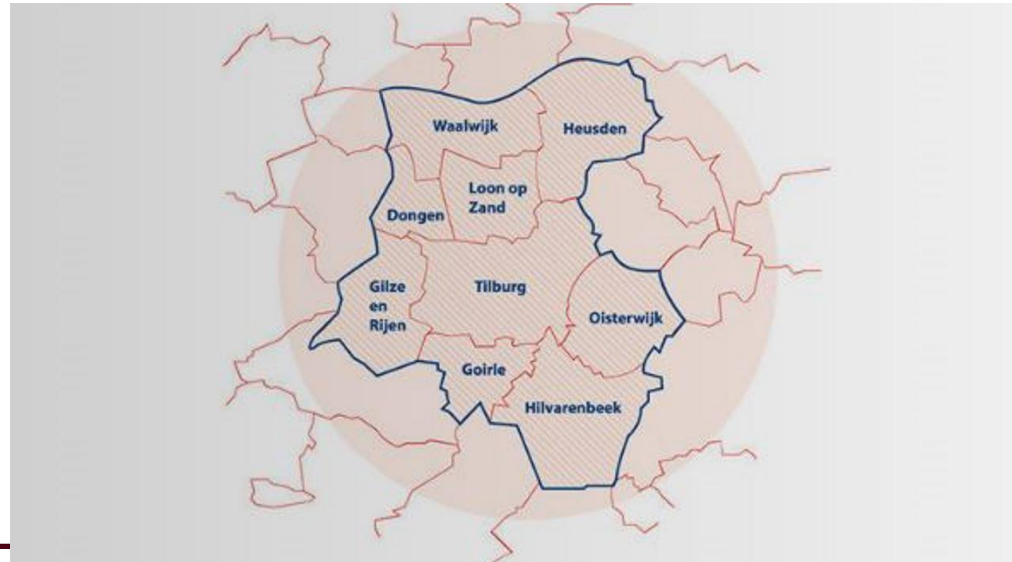 Waalwijk
Heusden
Loon op
Zand
Dongen
Gilze
en
Rijen
Tilburg
Oisterwijk
Goirle
Hilvarenbeek